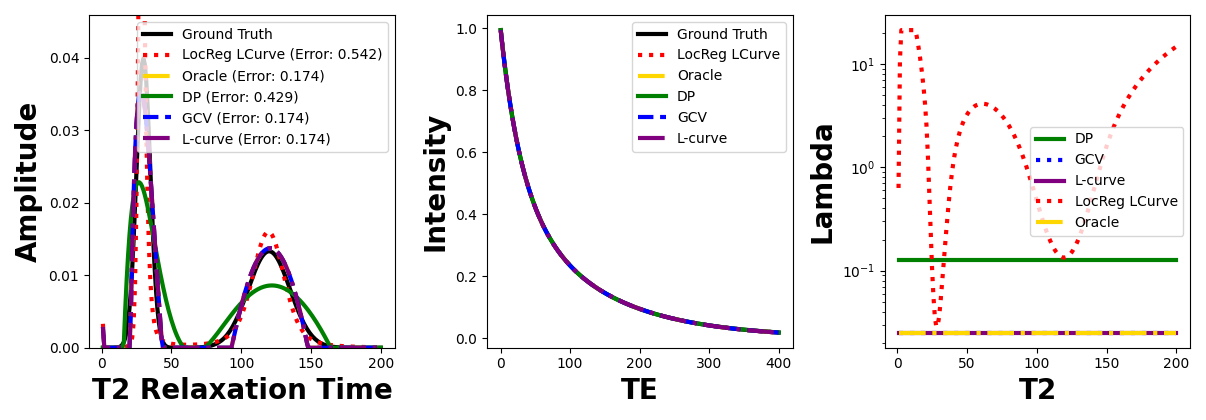 Amplitude
0.04
0.03
0.02
0.01
0.00
0
50
100
150
200
T2 Relaxation Time
Ground Truth
LocReg LCurve (Error: 0.542)
Oracle (Error: 0.174)
DP (Error: 0.429)
GCV (Error: 0.174)
L-curve (Error: 0.174)
Intensity
1.0
0.8
0.6
0.4
0.2
0.0
0
100
200
300
400
TE
Ground Truth
LocReg LCurve
Oracle
DP
GCV
L-curve
Lambda
10¹
10⁰
10⁻¹
0
50
100
150
200
T2
DP
GCV
L-curve
LocReg LCurve
Oracle